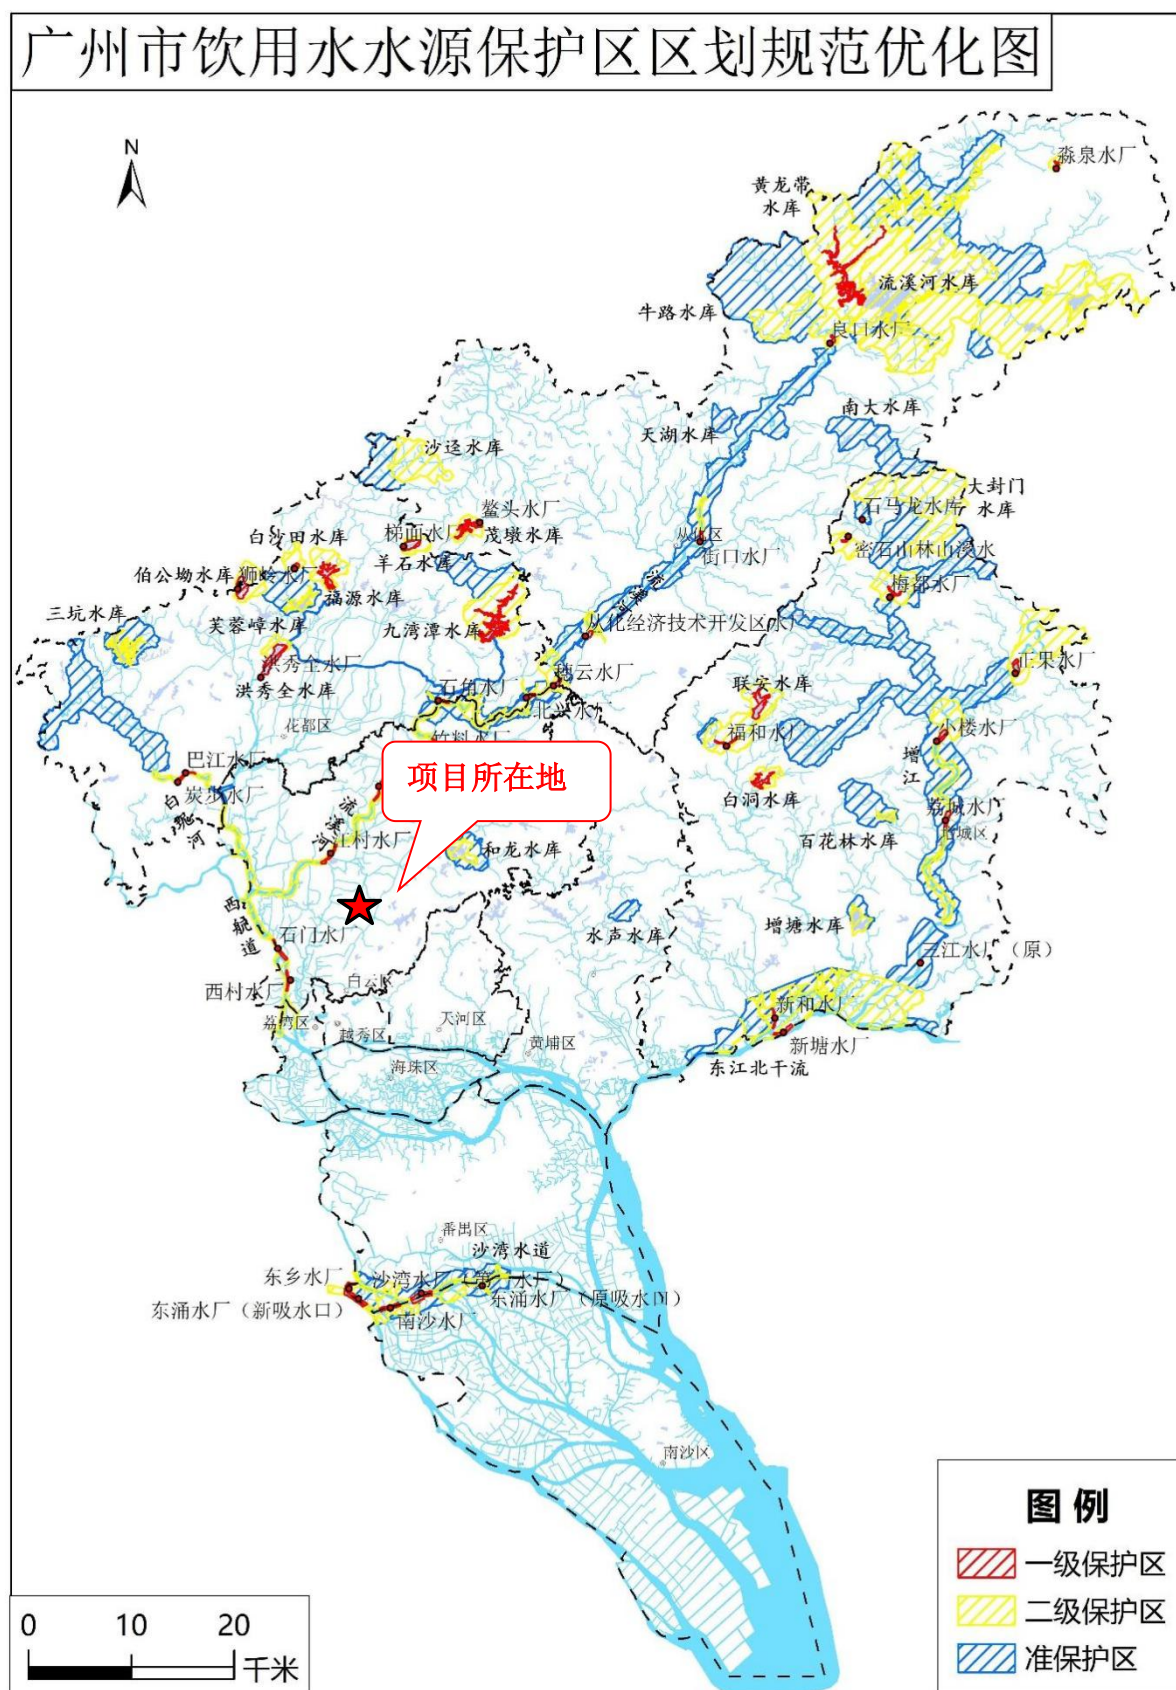 广州市饮用水水源保护区区划规范优化图
N
淼泉水厂
黄龙带
水库
流溪河水库
牛路水库
良口水厂
南大水库
天湖水库
沙迳水库
大封门
水库
石马龙水库
鳌头水厂
梯面水厂
茂墩水库
从化区
街口水厂
密石山林山溪水
白沙田水库
羊石水库
伯公坳水库
狮岭水厂
福源水库
梅都水厂
流溪河
三坑水库
芙蓉嶂水库
九湾潭水库
从化经济技术开发区水厂
洪秀全水厂
正果水厂
穗云水厂
联安水库
洪秀全水库
石角水厂
北兴水厂
花都区
竹料水厂
福和水厂
小楼水厂
增江
巴江水厂
项目所在地
炭步水厂
白坭河
流溪河
白洞水库
荔城水厂
江村水厂
百花林水库
和龙水库
西航道
水声水库
增塘水库
石门水厂
三江水厂（原）
西村水厂
白云区
新和水厂
荔湾区
越秀区
天河区
黄埔区
新塘水厂
海珠区
东江北干流
番禺区
沙湾水道
东乡水厂
东涌水厂（新吸水口）
南沙水厂
东涌水厂（原吸水口）
南沙区
图 例
一级保护区
二级保护区
准保护区
0 10 20
千米